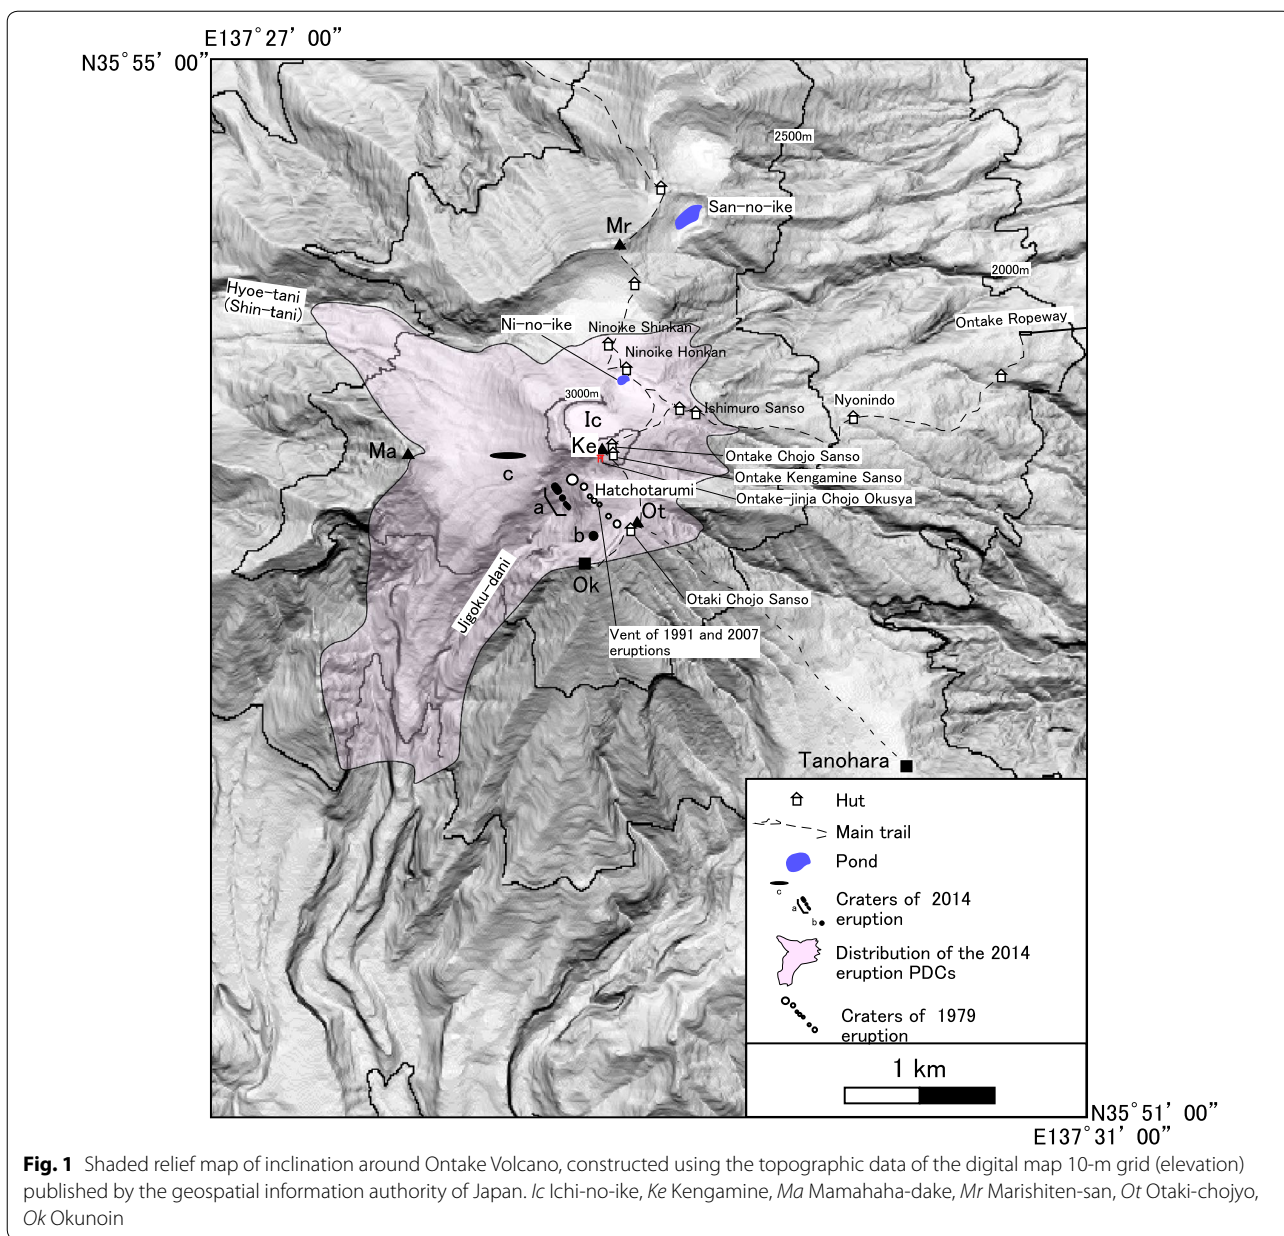 E137°27’ 00”
N35°55’ 00”
2500m
San-no-ike
Mr
2000m
Hyoe-tani
(Shin-tani)
Ontake Ropeway
Ni-no-ike
Ninoike Shinkan
Ninoike Honkan
3000m
Nyonindo
Ishimuro Sanso
Ic
Ke
Ma
Ontake Chojo Sanso
c
Ontake Kengamine Sanso
Hatchotarumi
Ontake-jinja Chojo Okusya
a
Ot
b
Jigoku-dani
Ok
Otaki Chojo Sanso
Vent of 1991 and 2007
eruptions
Tanohara
Hut
Main trail
Pond
c
a
b
Craters of 2014
eruption
Distribution of the 2014
eruption PDCs
Craters of 1979
eruption
1 km
N35°51’ 00”
E137°31’ 00”
Fig. 1 Shaded relief map of inclination around Ontake Volcano, constructed using the topographic data of the digital map 10-m grid (elevation)
published by the geospatial information authority of Japan. Ic Ichi-no-ike, Ke Kengamine, Ma Mamahaha-dake, Mr Marishiten-san, Ot Otaki-chojyo,
Ok Okunoin